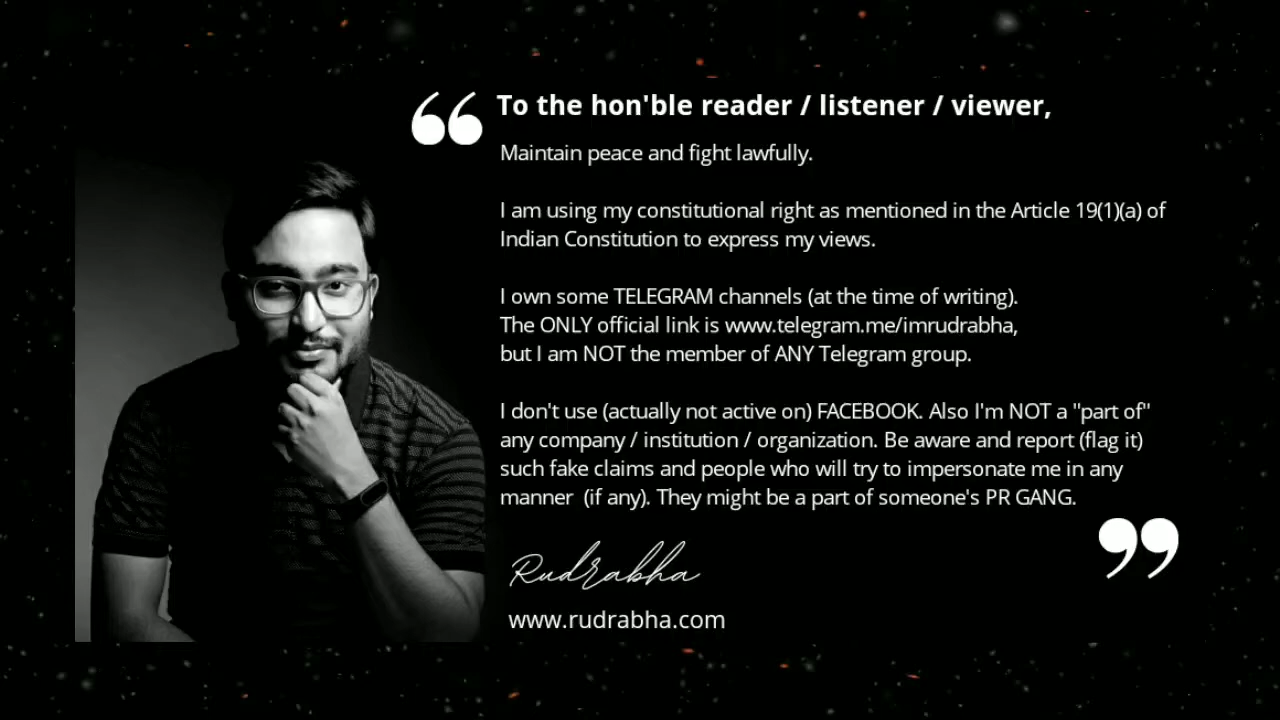 To the hon'ble reader / listener / viewer,
Maintain peace and fight lawfully.
I am using my constitutional right as mentioned in the Article 19(1)(a) of
Indian Constitution to express my views.
I own some TELEGRAM channels (at the time of writing).
The ONLY official link is www.telegram.me/imrudrabha,
but I am NOT the member of ANY Telegram group.
I don't use (actually not active on) FACEBOOK. Also I'm NOT a "part of"
any company / institution / organization. Be aware and report (flag it)
such fake claims and people who will try to impersonate me in any
manner  (if any). They might be a part of someone's PR GANG.
Rudrabha
www.rudrabha.com